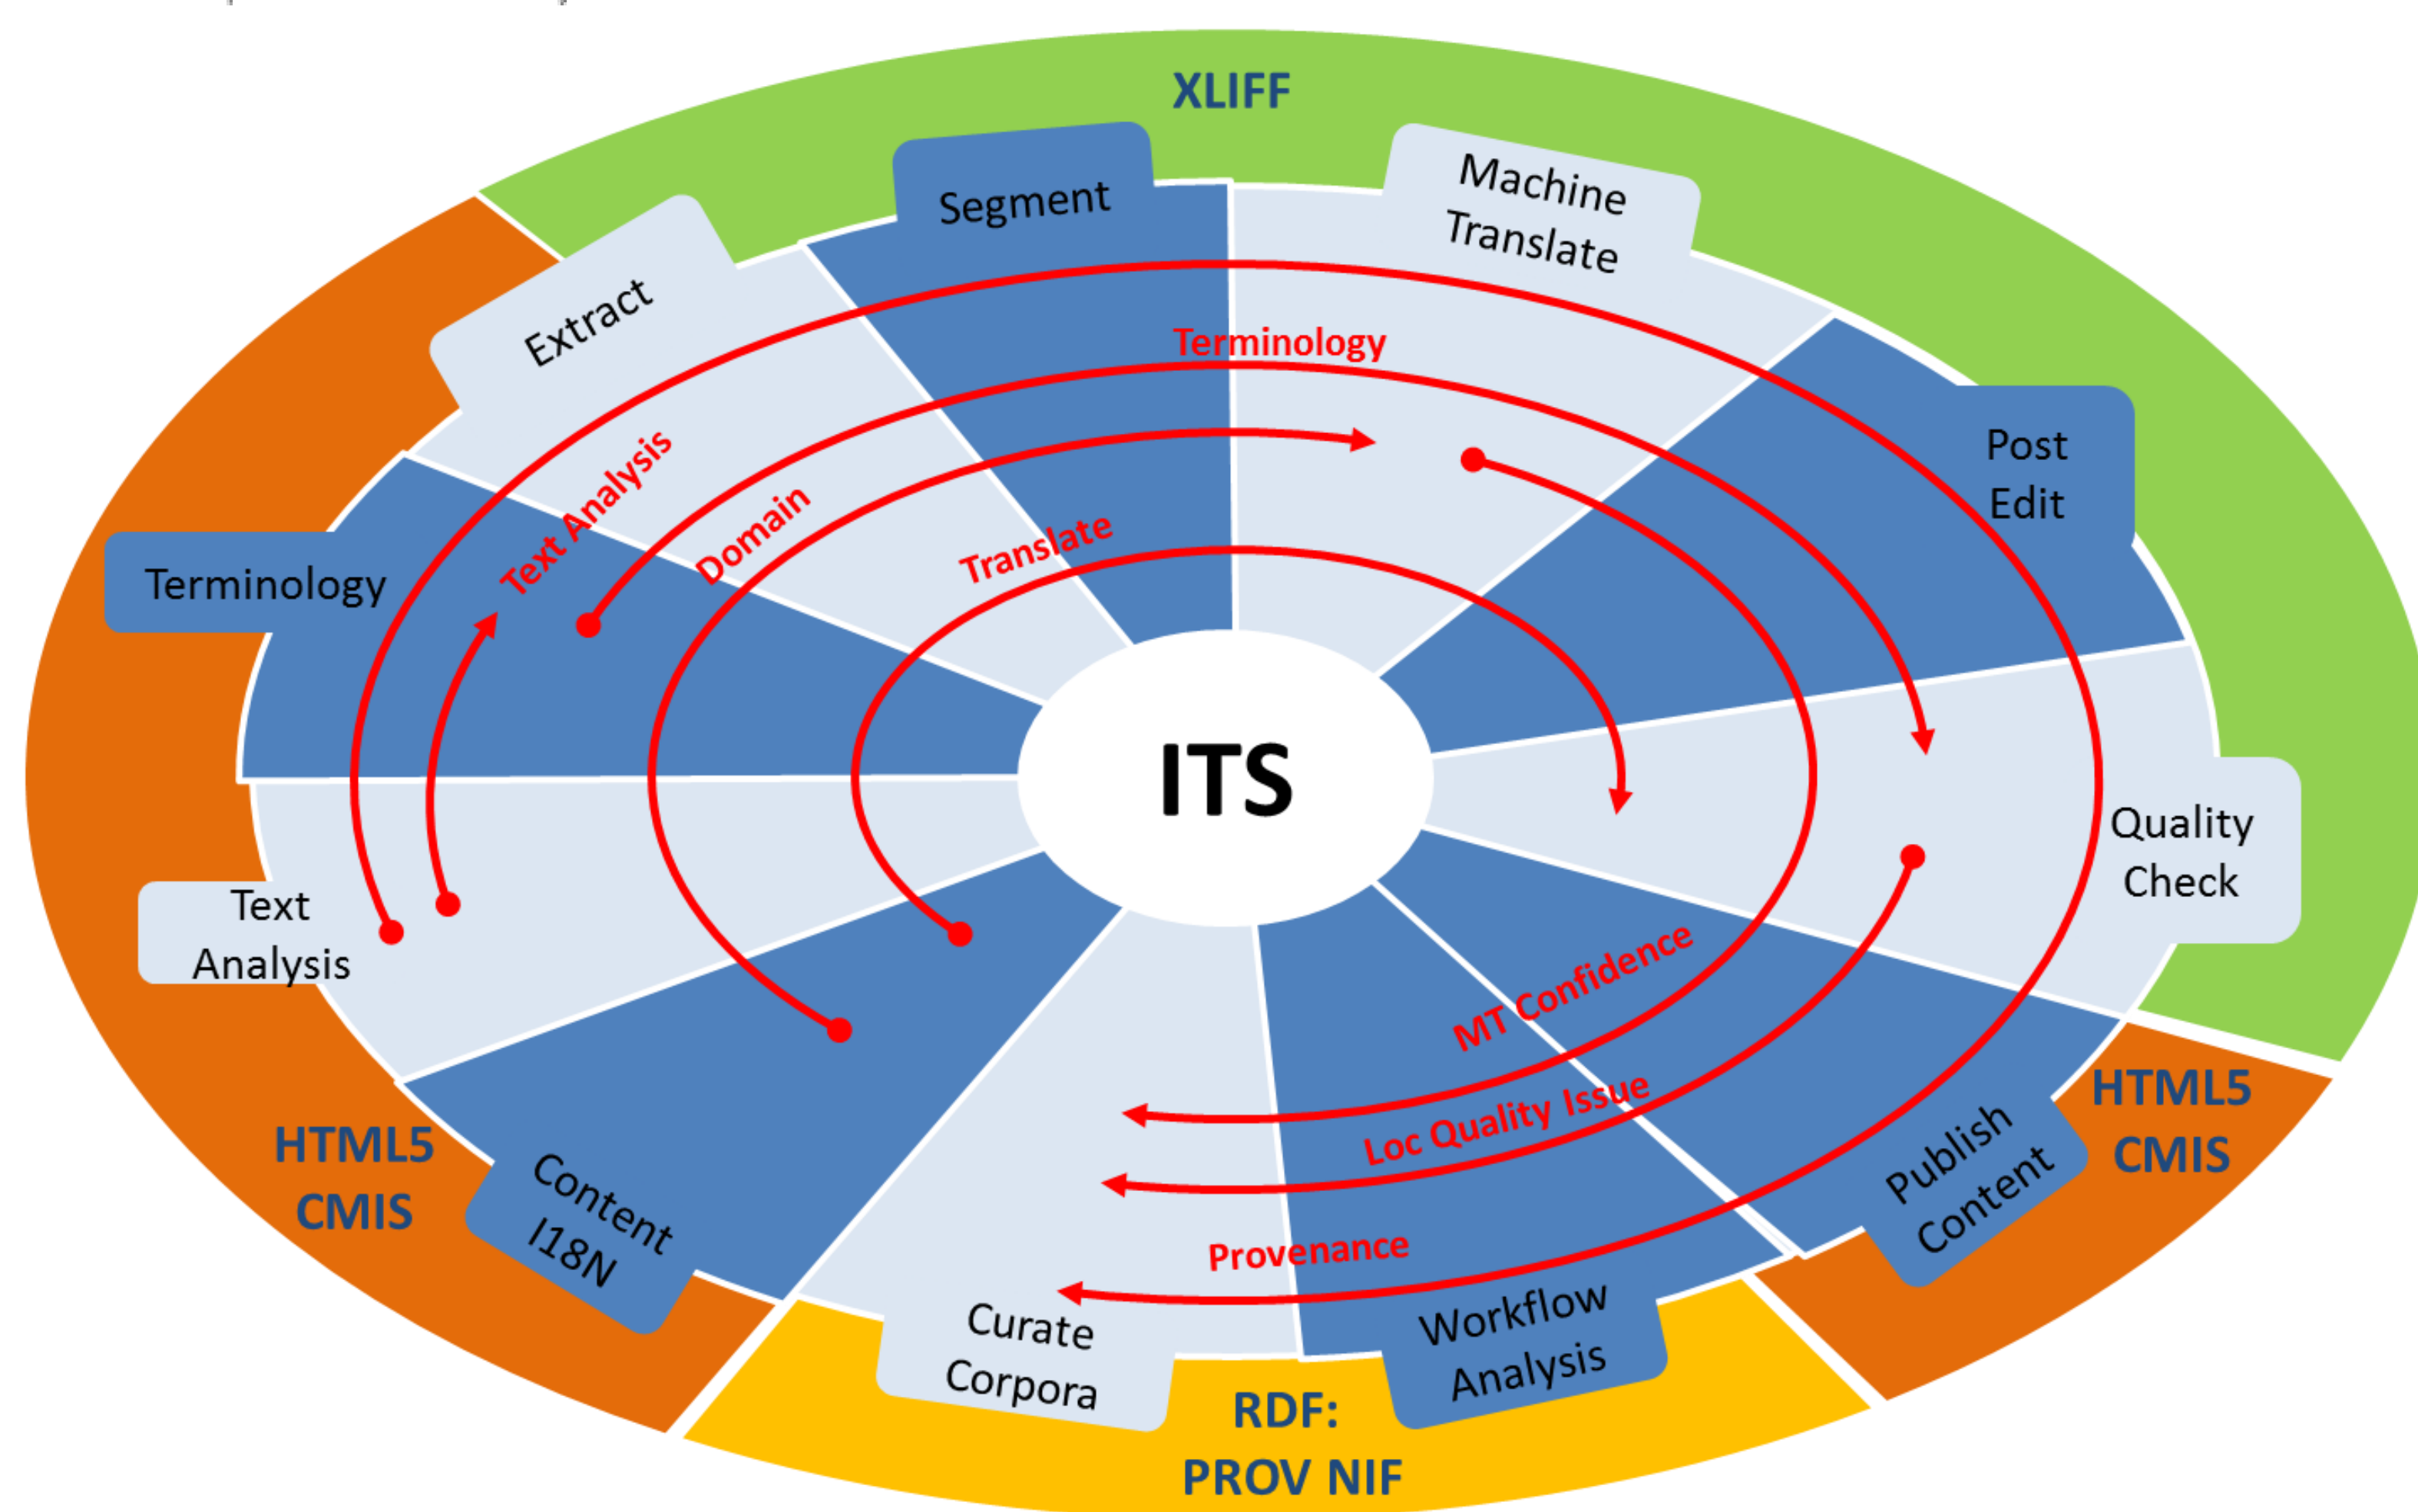 XLIFF
Segment
Machine
Translate
Extract
Terminology
Post
Edit
Text Analysis
Domain
Translate
Terminology
ITS
Quality
Check
Text
Analysis
MT Confidence
Loc Quality Issue
Provenance
HTML5
CMIS
Publish
Content
HTML5
CMIS
Content
I18N
Workflow
Analysis
Curate
Corpora
RDF:
PROV NIF